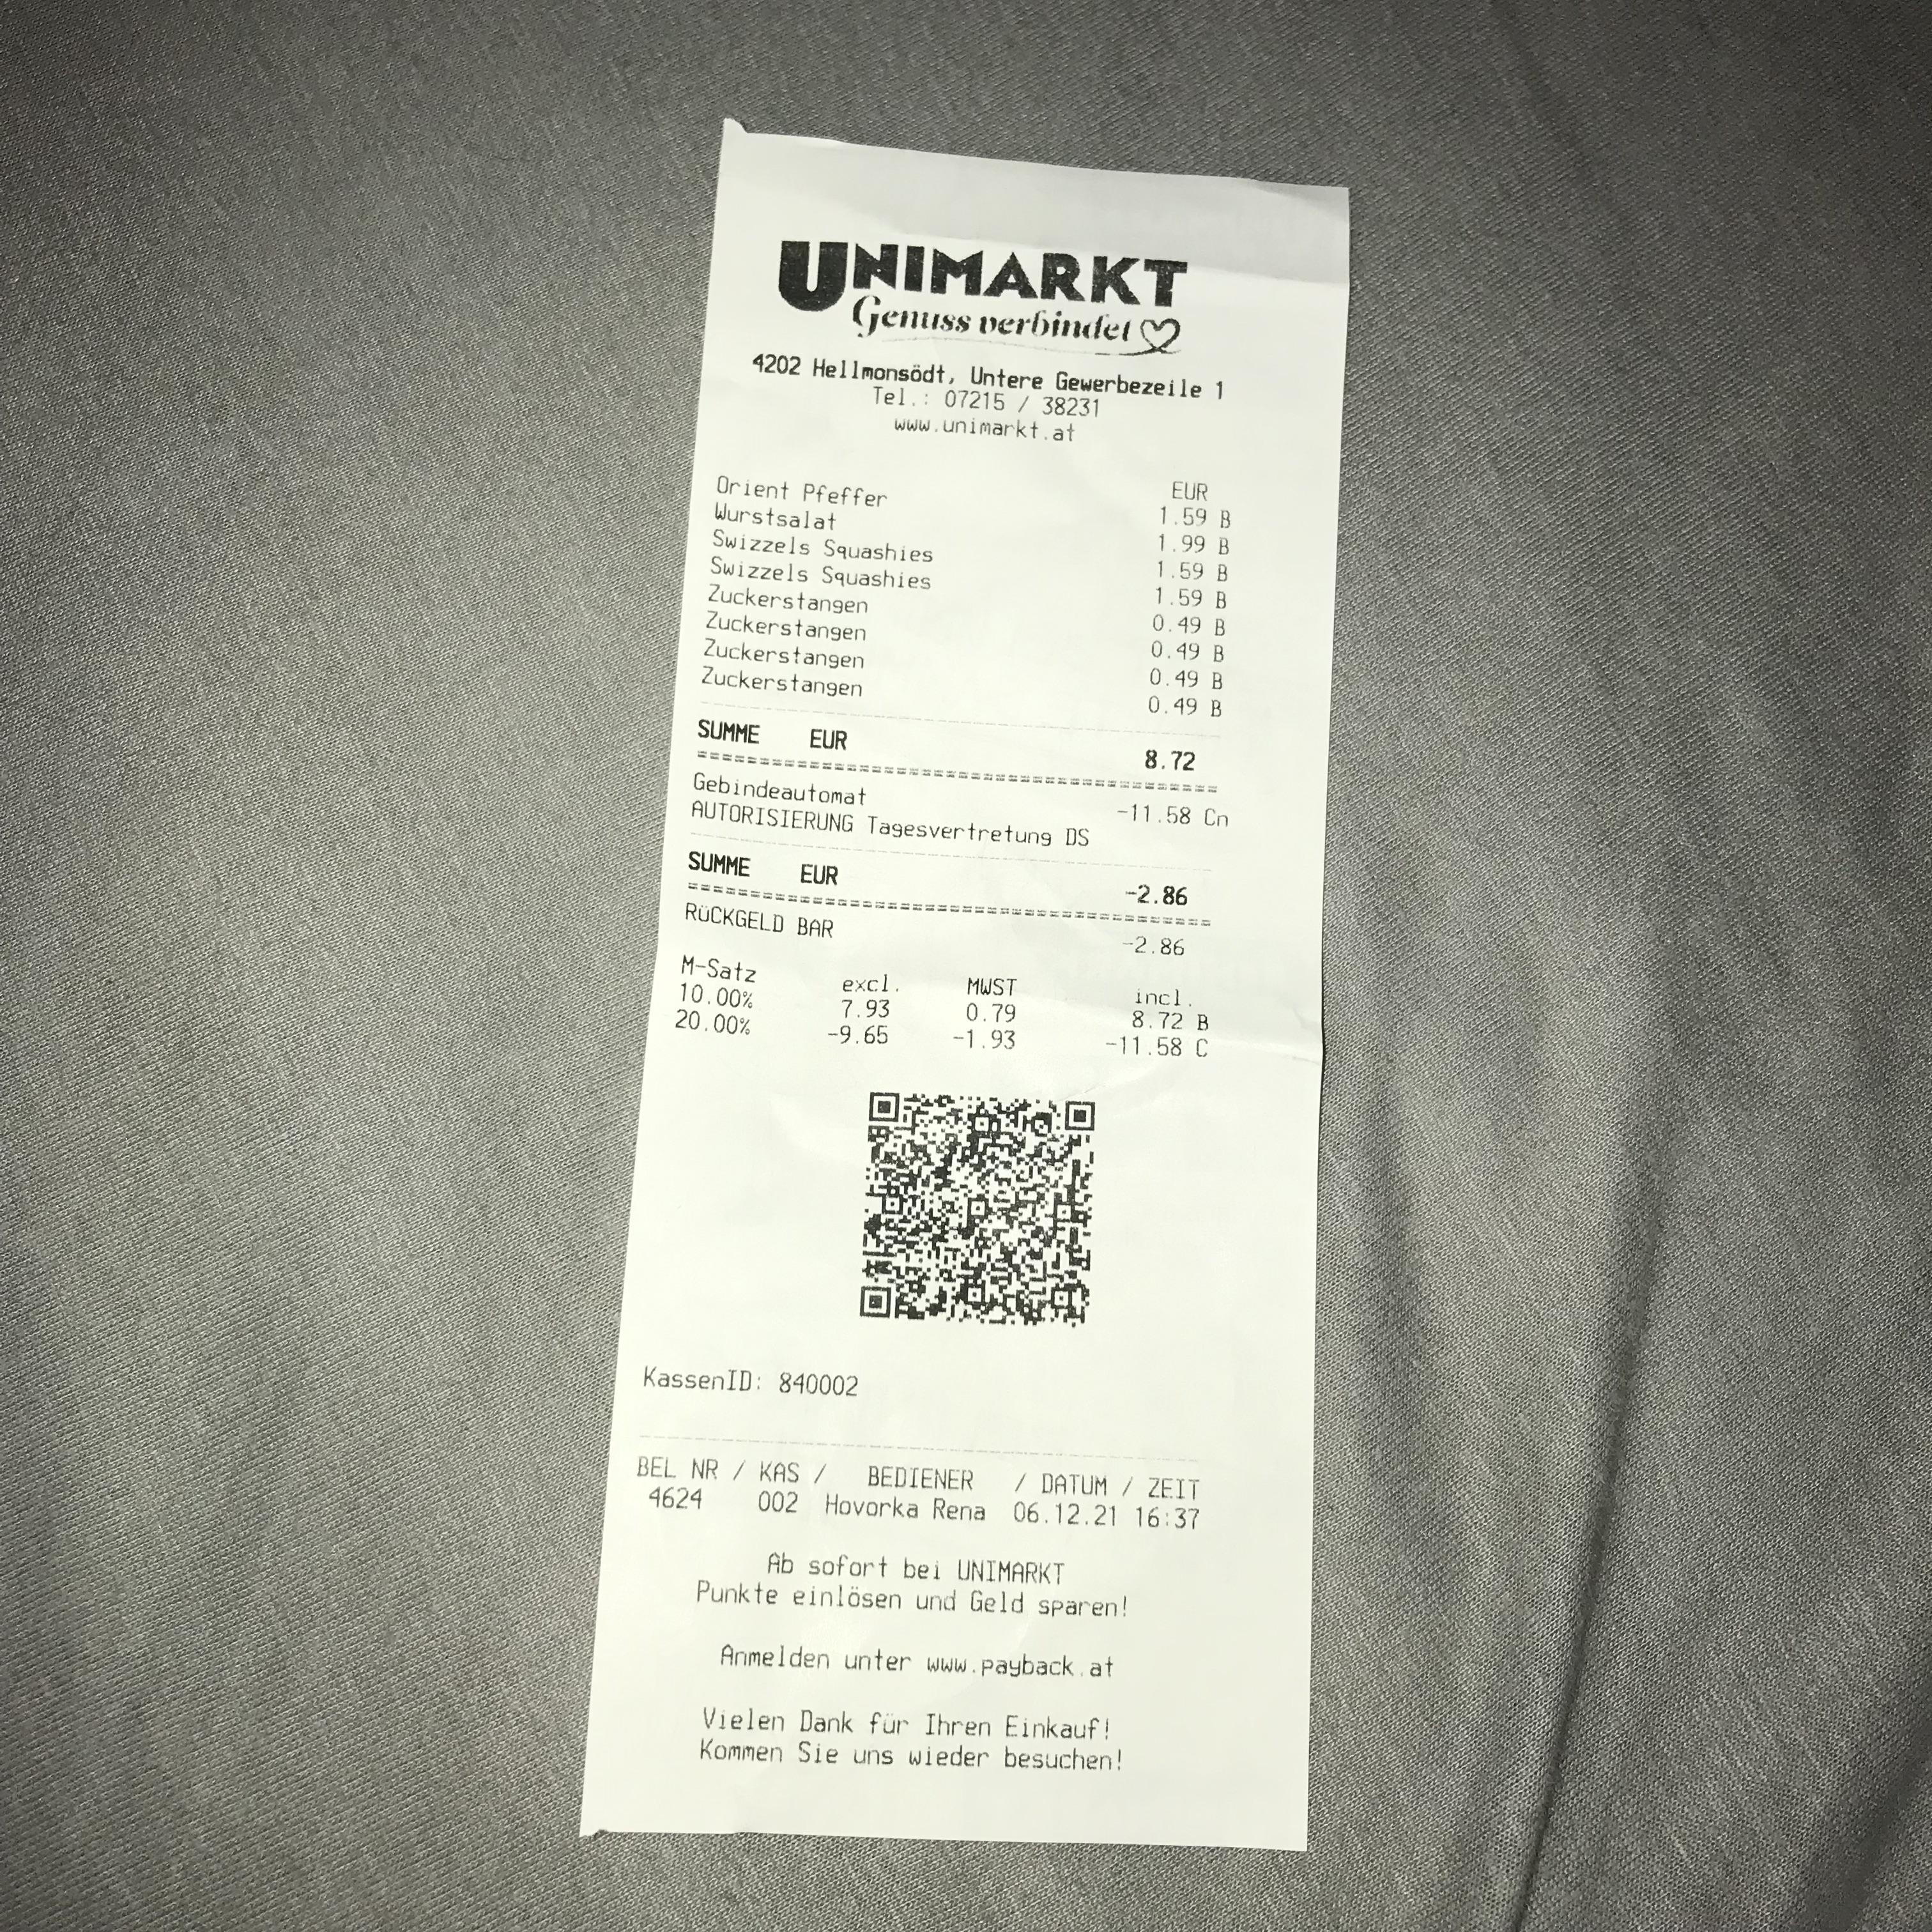 UNIMARKT
Genuss verbindet
4202 Hellmonsödt, Untere Gewerbezeile 1
Tel.: 07215 / 38231
www.unimarkt.at
EUR
Orient Pfeffer 1.59 B
Wurstsalat 1.99 B
Swizzels Squashies 1.59 B
Swizzels Squashies 1.59 B
Zuckerstangen 0.49 B
Zuckerstangen 0.49 B
Zuckerstangen 0.49 B
Zuckerstangen 0.49 B
SUMME EUR 8.72
Gebindeautomat -11.58 Cn
AUTORISIERUNG Tagesvertretung DS
SUMME EUR -2.86
RüCKGELD BAR -2.86
M-Satz excl. MWST incl.
10.00% 7.93 0.79 8.72 B
20.00% -9.65 -1.93 -11.58 C
KassenID: 840002
BEL NR / KAS / BEDIENER / DATUM / ZEIT
4624 002 Hovorka Rena 06.12.21 16:37
Ab sofort bei UNIMARKT
Punkte einlösen und Geld sparen!
Anmelden unter www.payback.at
Vielen Dank für Ihren Einkauf!
Kommen Sie uns wieder besuchen!